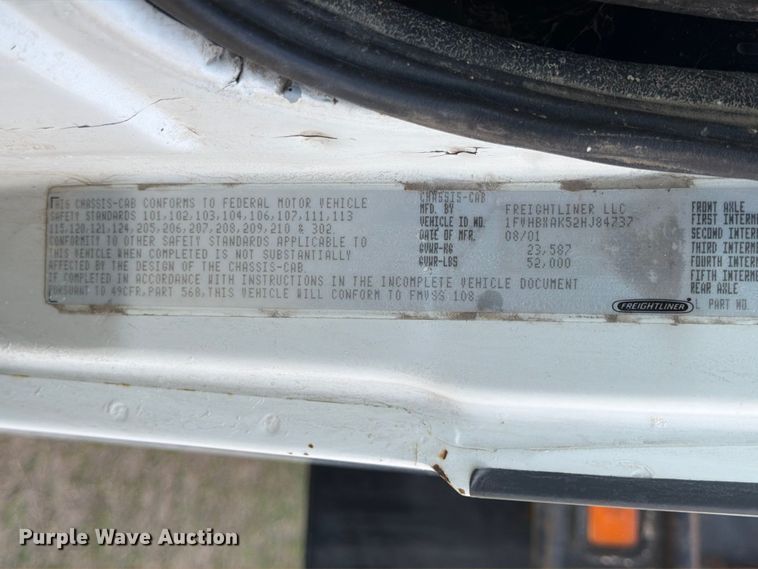 THIS CHASSIS-CAB CONFORMS TO FEDERAL MOTOR VEHICLE
SAFETY STANDARDS 101,102,103,104,106,107,111,113
115,120,121,124,205,206,207,208,209,210 & 302
CONFORMITY TO OTHER SAFETY STANDARDS APPLICABLE TO
THIS VEHICLE WHEN COMPLETED IS NOT SUBSTANTIALLY
AFFECTED BY THE DESIGN OF THE CHASSIS-CAB.
IF COMPLETED IN ACCORDANCE WITH INSTRUCTIONS IN THE INCOMPLETE VEHICLE DOCUMENT
PURSUANT TO 49CFR,PART 568,THIS VEHICLE WILL CONFORM TO FMVSS 108.
CHASSIS-CAB
MFD. BY FREIGHTLINER LLC
VEHICLE ID NO. 1FVHBXAK52HJ84737
DATE OF MFR. 08/01
GVWR-KG 23,587
GVWR-LBS 52,000
FREIGHTLINER
FRONT AXLE
FIRST INTERME
SECOND INTERM
THIRD INTERME
FOURTH INTERM
FIFTH INTERME
REAR AXLE
PART NO.
Purple Wave Auction